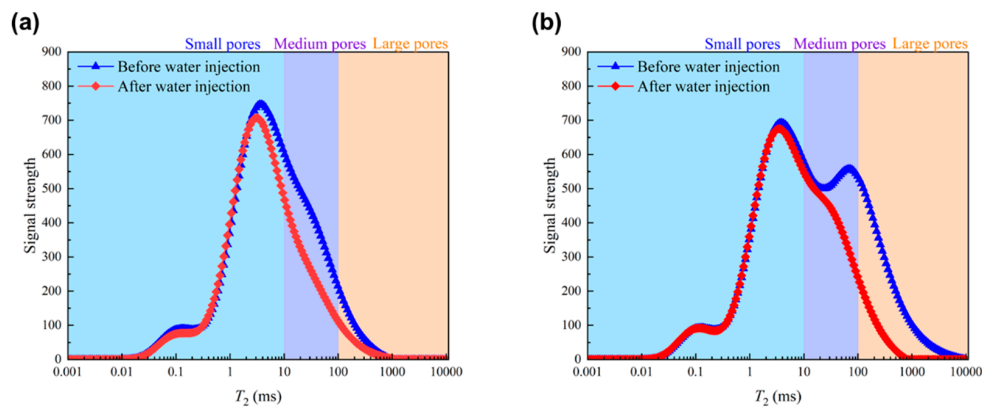 (a)
Small pores Medium pores Large pores
900
800
700
600
500
400
300
200
100
0
Signal strength
Before water injection
After water injection
0.001 0.01 0.1 1 10 100 1000 10000
T2 (ms)
(b)
Small pores Medium pores Large pores
900
800
700
600
500
400
300
200
100
0
Signal strength
Before water injection
After water injection
0.001 0.01 0.1 1 10 100 1000 10000
T2 (ms)